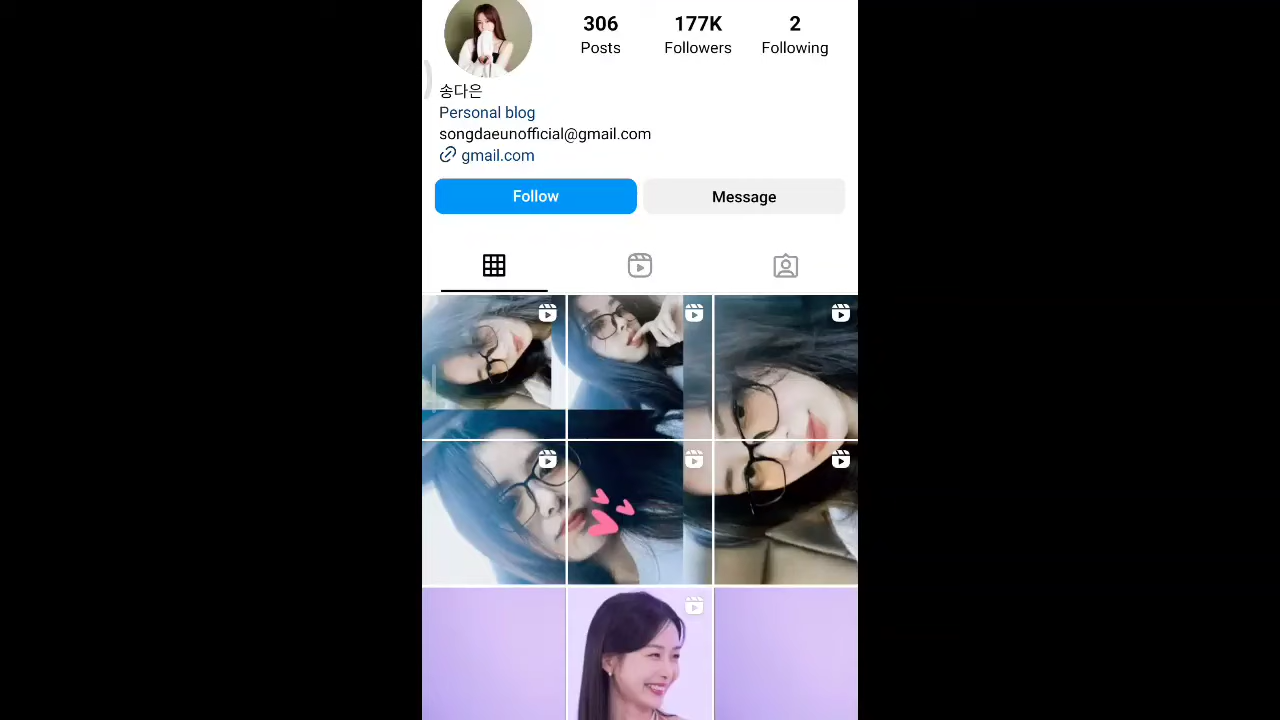 306 177K 2
Posts Followers Following
송다은
Personal blog
songdaeunofficial@gmail.com
gmail.com
Follow Message